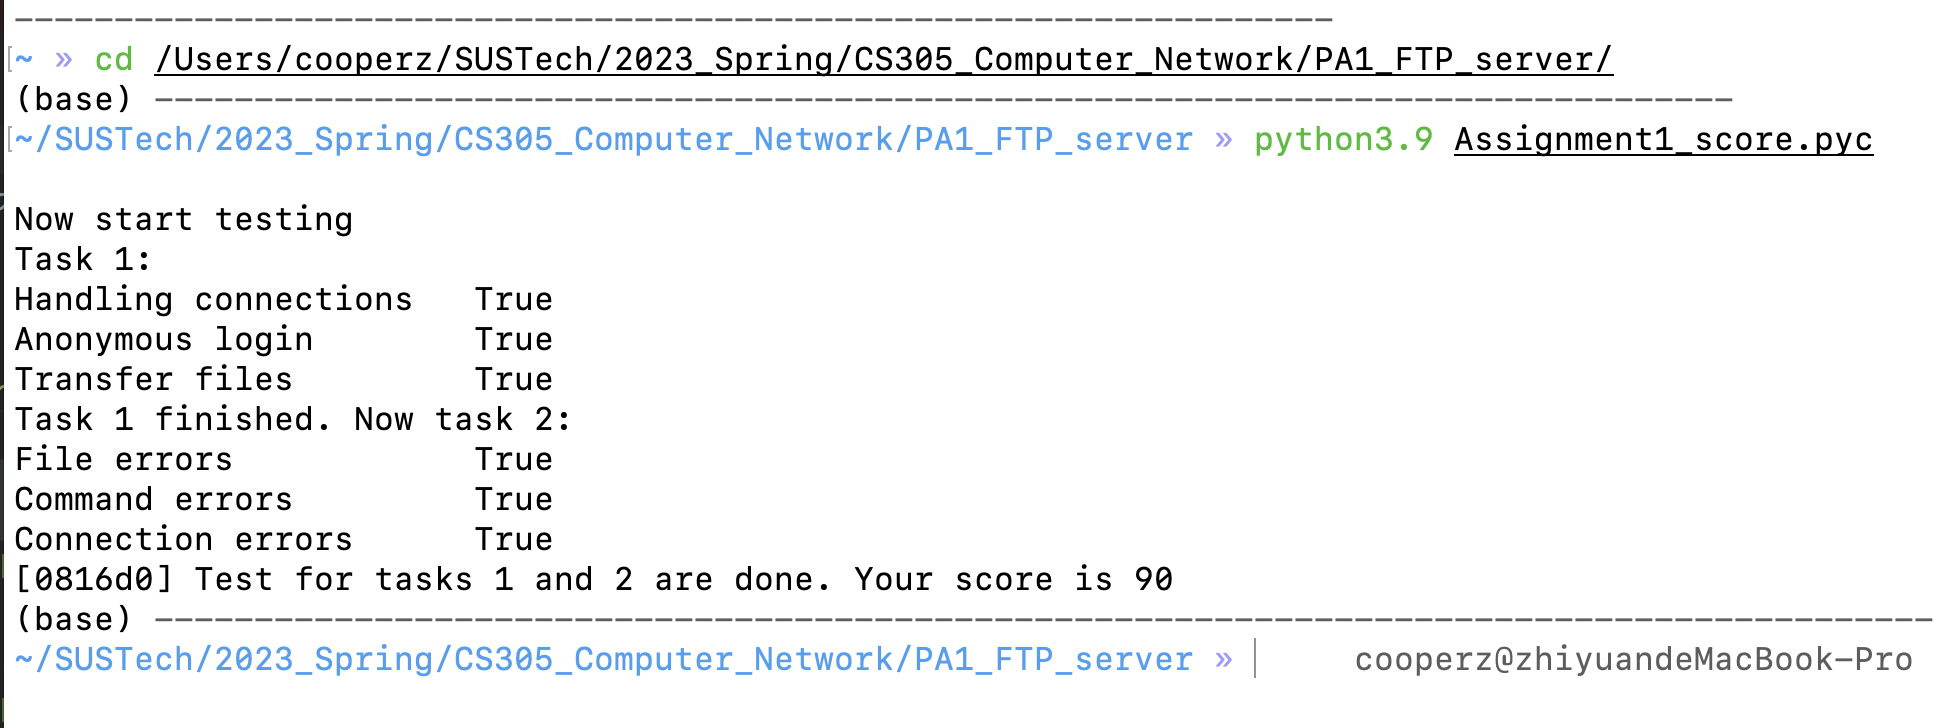 ~ » cd /Users/cooperz/SUSTech/2023_Spring/CS305_Computer_Network/PA1_FTP_server/
(base) -------------------------------------------------------------------------------
~/SUSTech/2023_Spring/CS305_Computer_Network/PA1_FTP_server » python3.9 Assignment1_score.pyc
Now start testing
Task 1:
Handling connections   True
Anonymous login        True
Transfer files         True
Task 1 finished. Now task 2:
File errors            True
Command errors         True
Connection errors      True
[0816d0] Test for tasks 1 and 2 are done. Your score is 90
(base) -----------------------------------------------------------------------------------------
~/SUSTech/2023_Spring/CS305_Computer_Network/PA1_FTP_server »      cooperz@zhiyuandeMacBook-Pro